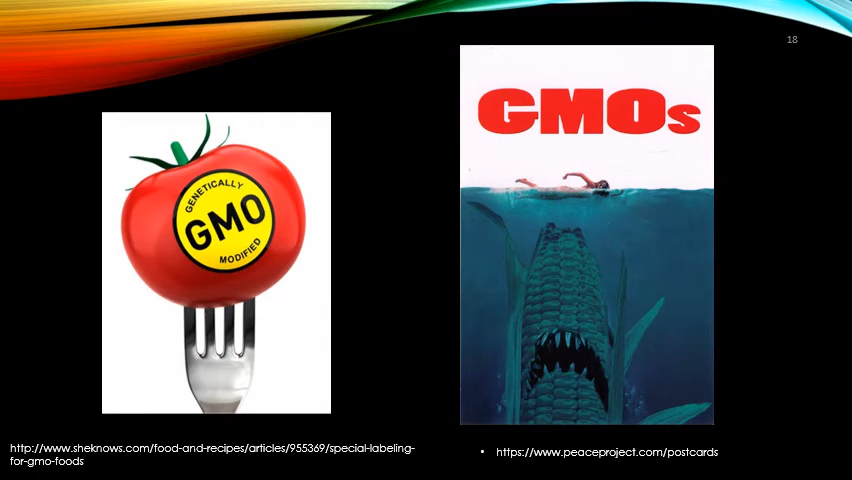 18
GMOs
GENETICALLY
GMO
MODIFIED
http://www.sheknows.com/food-and-recipes/articles/955369/special-labeling-
for-gmo-foods
• https://www.peaceproject.com/postcards